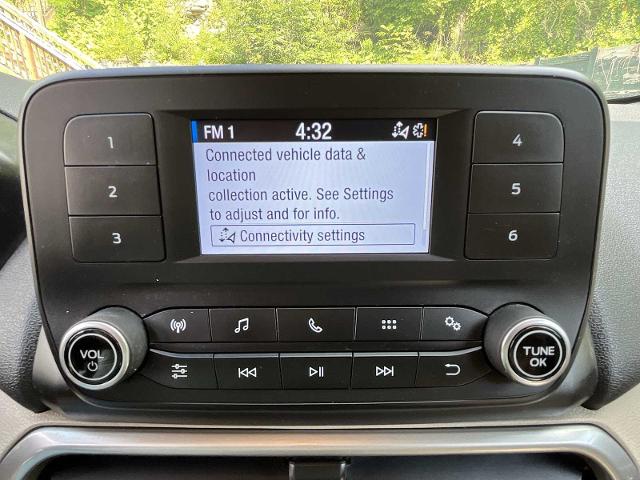 FM 1 4:32
Connected vehicle data &
location
collection active. See Settings
to adjust and for info.
Connectivity settings
1
2
3
4
5
6
VOL
TUNE
OK